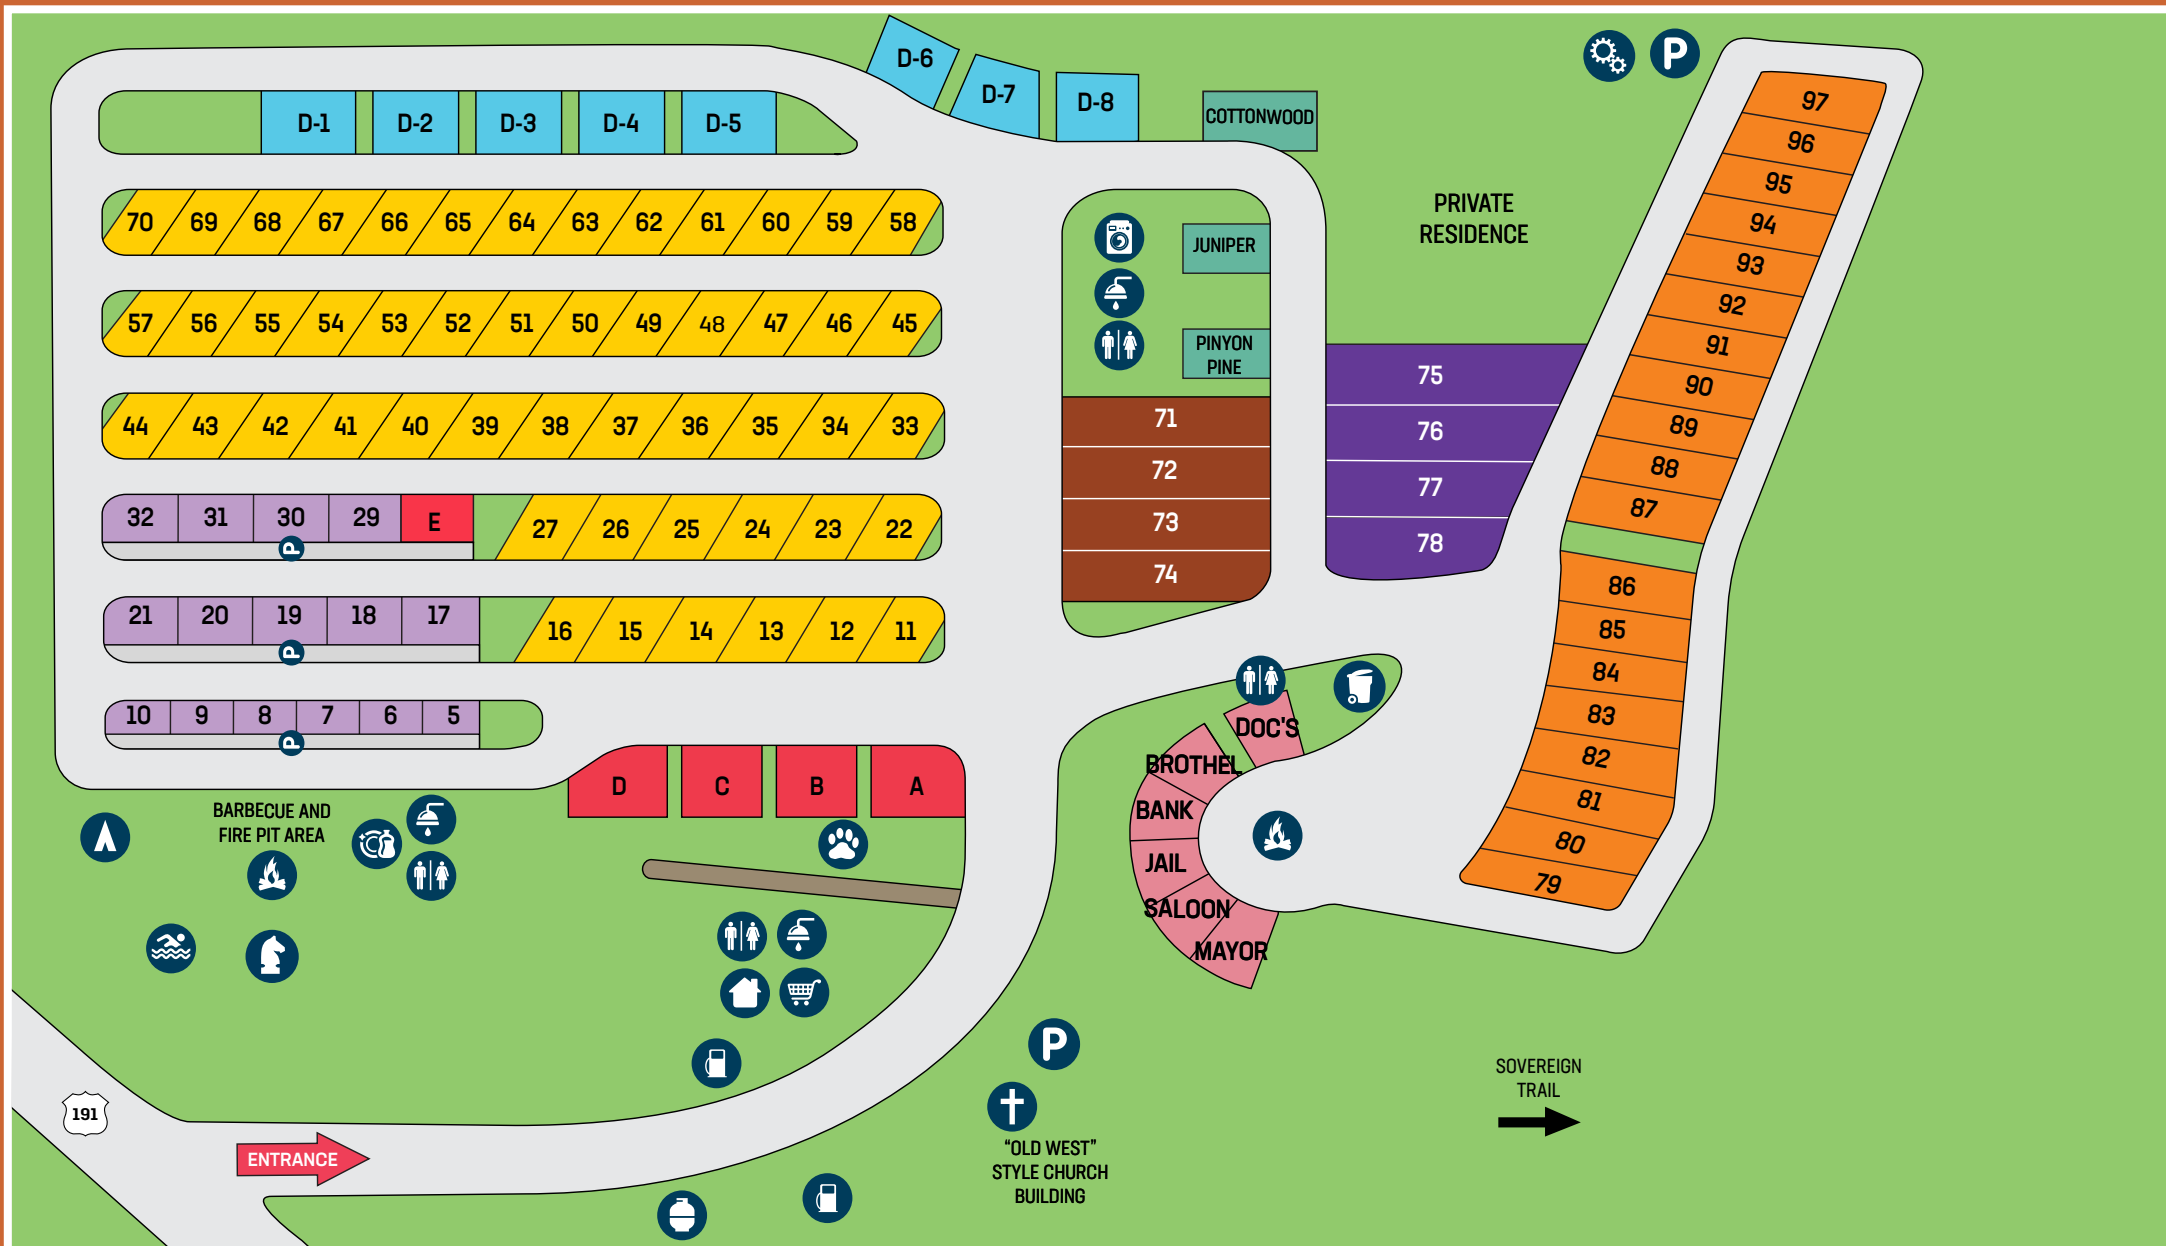 D-6
D-7
D-8
P
97
D-1
D-2
D-3
D-4
D-5
COTTONWOOD
96
95
94
93
92
91
90
89
88
87
PRIVATE
RESIDENCE
70 69 68 67 66 65 64 63 62 61 60 59 58
JUNIPER
57 56 55 54 53 52 51 50 49 48 47 46 45
PINYON
PINE
75
76
77
78
44 43 42 41 40 39 38 37 36 35 34 33
71
72
73
74
32 31 30 29 E 27 26 25 24 23 22
P
21 20 19 18 17 16 15 14 13 12 11
P
86
85
84
83
82
81
80
79
10 9 8 7 6 5
P
D C B A
DOC'S
BROTHEL
BANK
JAIL
SALOON
MAYOR
BARBECUE AND
FIRE PIT AREA
P
191
ENTRANCE
"OLD WEST"
STYLE CHURCH
BUILDING
SOVEREIGN
TRAIL